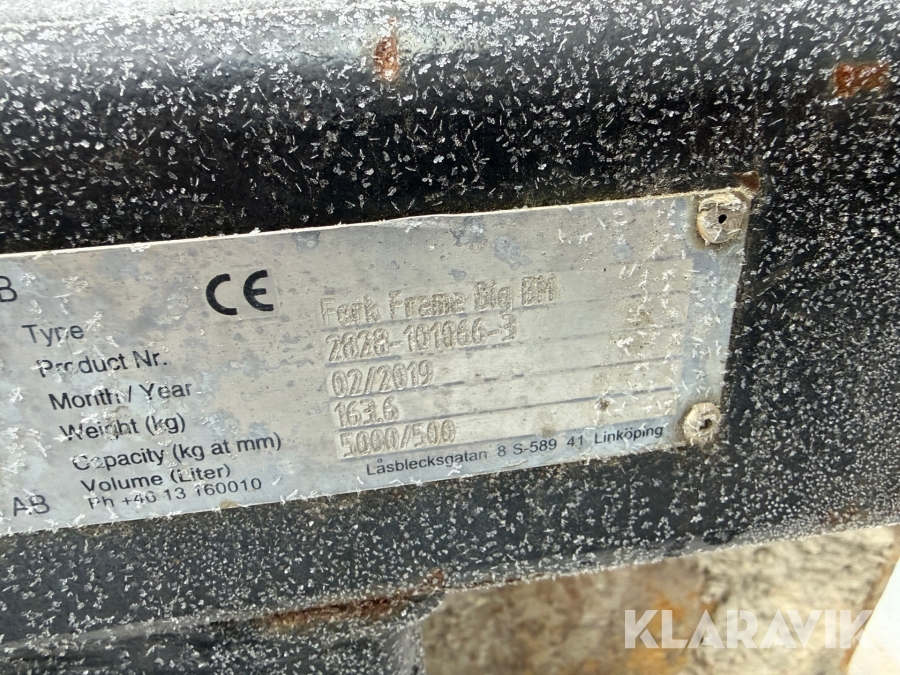 B
CE
Type Fork Frame Big BM
Product Nr. 2828-101066-3
Month / Year 02/2019
Weight (kg) 163.6
Capacity (kg at mm) 5000/500
Volume (Liter)
AB Ph +46 13 160010 Låsblecksgatan 8 S-589 41 Linköping
KLARAVIK